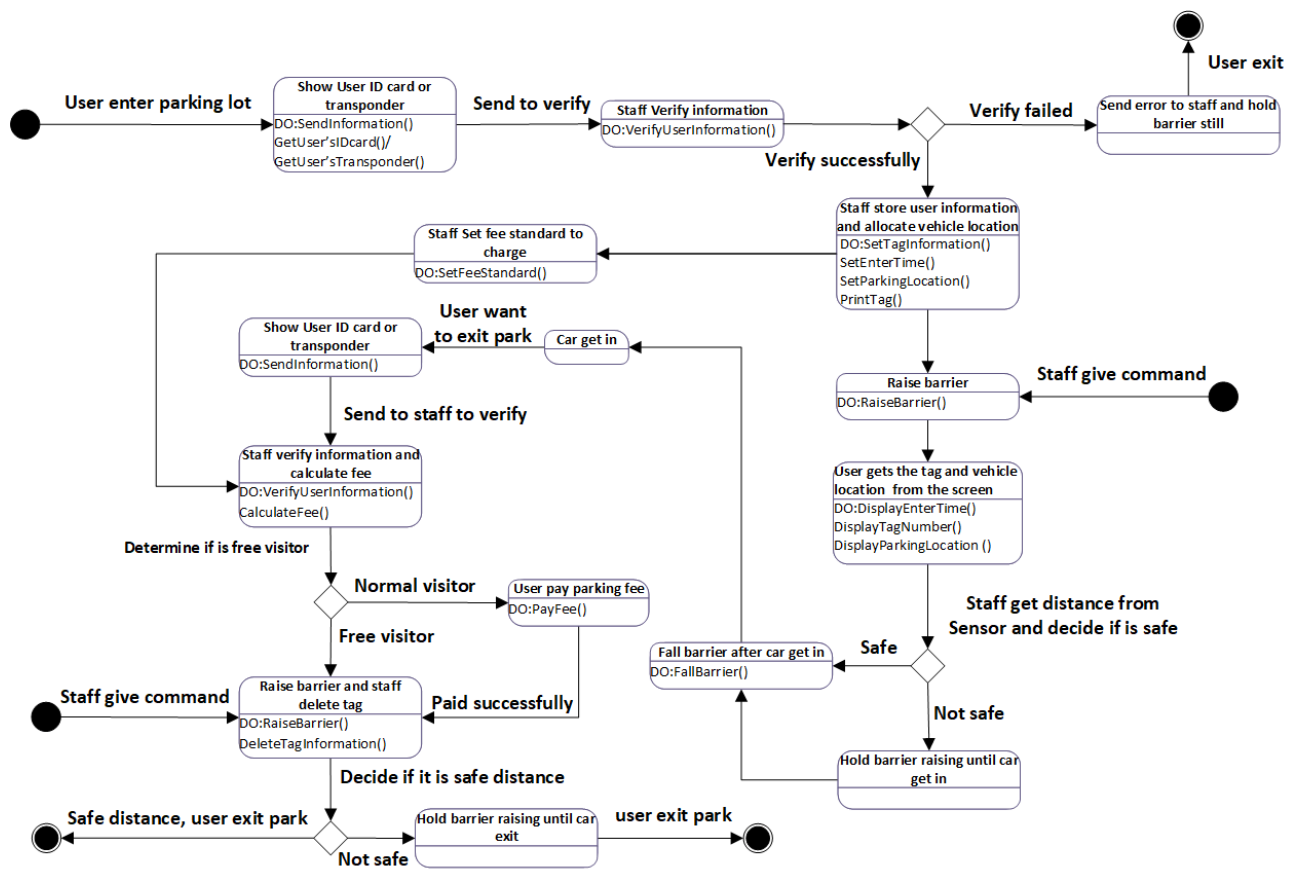 User exit
User enter parking lot
Show User ID card or
transponder
DO:SendInformation()
GetUser'sIDcard()/
GetUser'sTransponder()
Send to verify
Staff Verify information
DO:VerifyUserInformation()
Verify failed
Send error to staff and hold
barrier still
Verify successfully
Staff store user information
and allocate vehicle location
DO:SetTagInformation()
SetEnterTime()
SetParkingLocation()
PrintTag()
Staff Set fee standard to
charge
DO:SetFeeStandard()
User want
to exit park
Show User ID card or
transponder
DO:SendInformation()
Car get in
Raise barrier
DO:RaiseBarrier()
Staff give command
Send to staff to verify
Staff verify information and
calculate fee
DO:VerifyUserInformation()
CalculateFee()
User gets the tag and vehicle
location from the screen
DO:DisplayEnterTime()
DisplayTagNumber()
DisplayParkingLocation ()
Determine if is free visitor
Normal visitor
User pay parking fee
DO:PayFee()
Staff get distance from
Sensor and decide if is safe
Free visitor
Safe
Fall barrier after car get in
DO:FallBarrier()
Staff give command
Raise barrier and staff
delete tag
DO:RaiseBarrier()
DeleteTagInformation()
Paid successfully
Not safe
Hold barrier raising until car
get in
Decide if it is safe distance
Safe distance, user exit park
Not safe
Hold barrier raising until car
exit
user exit park